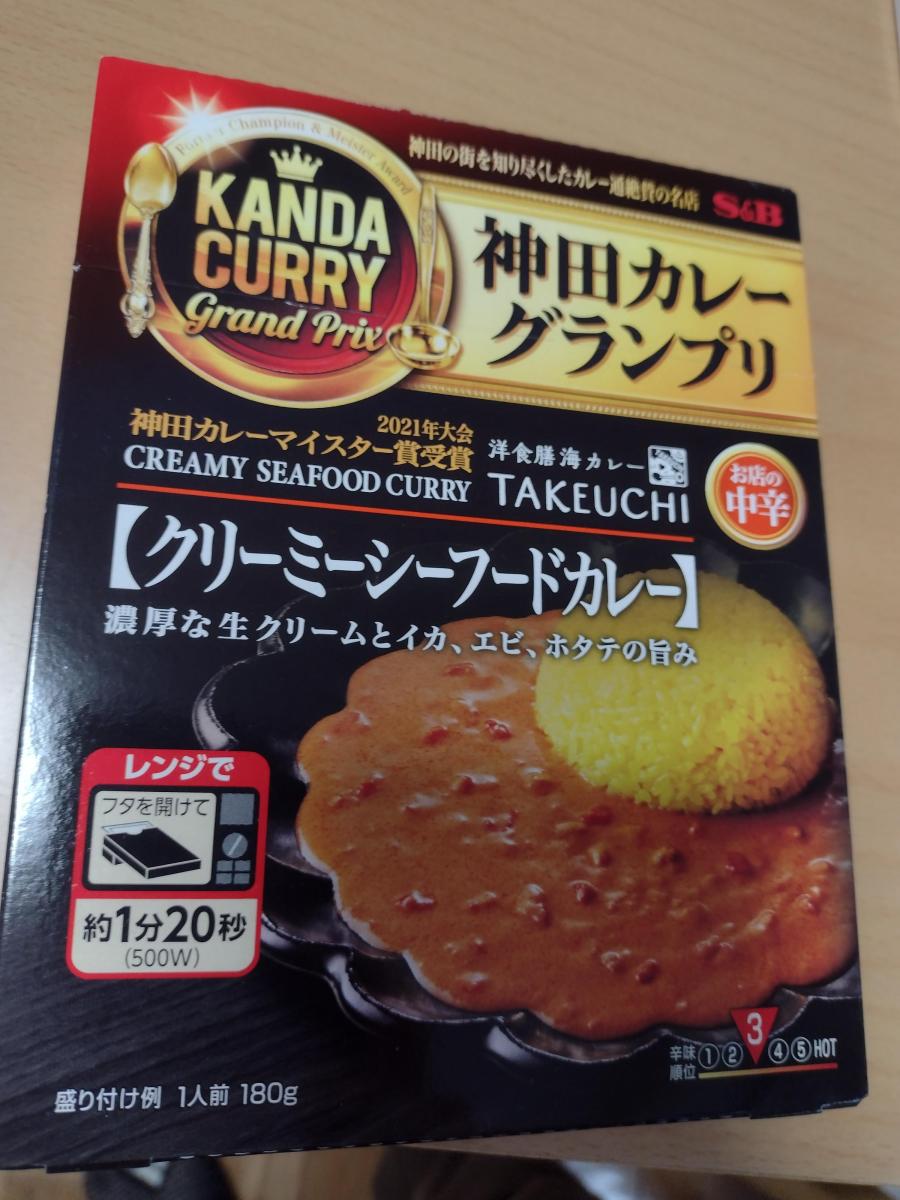 Champion & Meister Award
KANDA
CURRY
Grand Prix
神田の街を知り尽くしたカレー通絶賛の名店
S&B
神田カレー
グランプリ
2021年大会
神田カレーマイスター賞受賞
CREAMY SEAFOOD CURRY
洋食膳海カレー
TAKEUCHI
お店の
中辛
【クリーミーシーフードカレー】
濃厚な生クリームとイカ、エビ、ホタテの旨み
レンジで
フタを開けて
約1分20秒
(500W)
辛味
順位
1 2 3 4 5 HOT
盛り付け例 1人前 180g